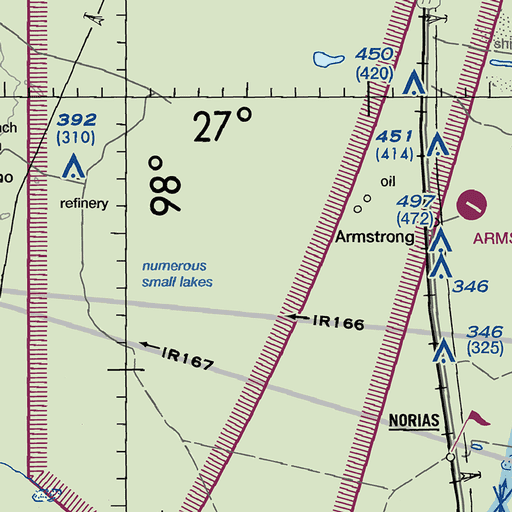 450
(420)
392
(310)
27°
451
(414)
98°
oil
refinery
497
(472)
Armstrong
numerous
small lakes
346
IR166
346
(325)
IR167
NORIAS